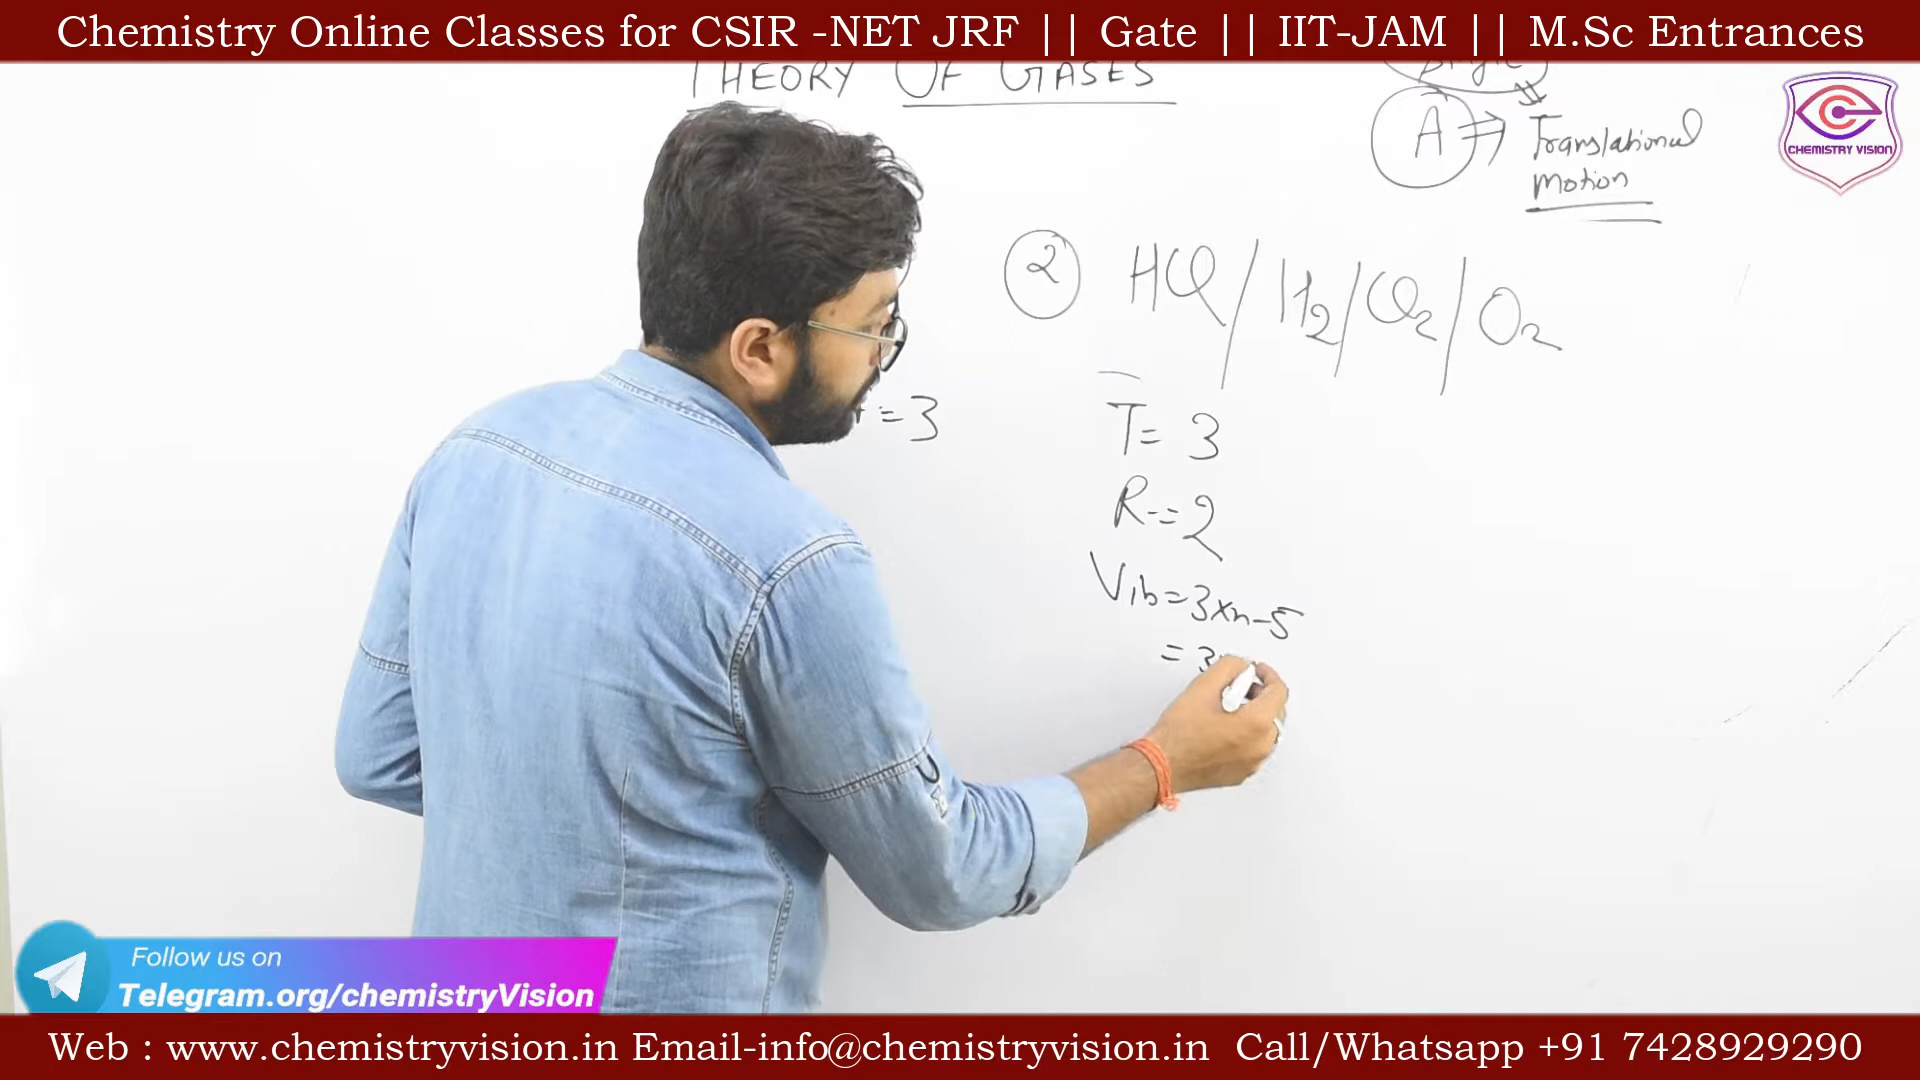 Chemistry Online Classes for CSIR -NET JRF || Gate || IIT-JAM || M.Sc Entrances
THEORY OF GASES
A ⇒ Translational
Motion
CHEMISTRY VISION
2 HCl / H2 / Cl2 / O2
= 3
T = 3
R = 2
Vib = 3xn-5
= 3
Follow us on
Telegram.org/chemistryVision
Web : www.chemistryvision.in Email-info@chemistryvision.in Call/Whatsapp +91 7428929290